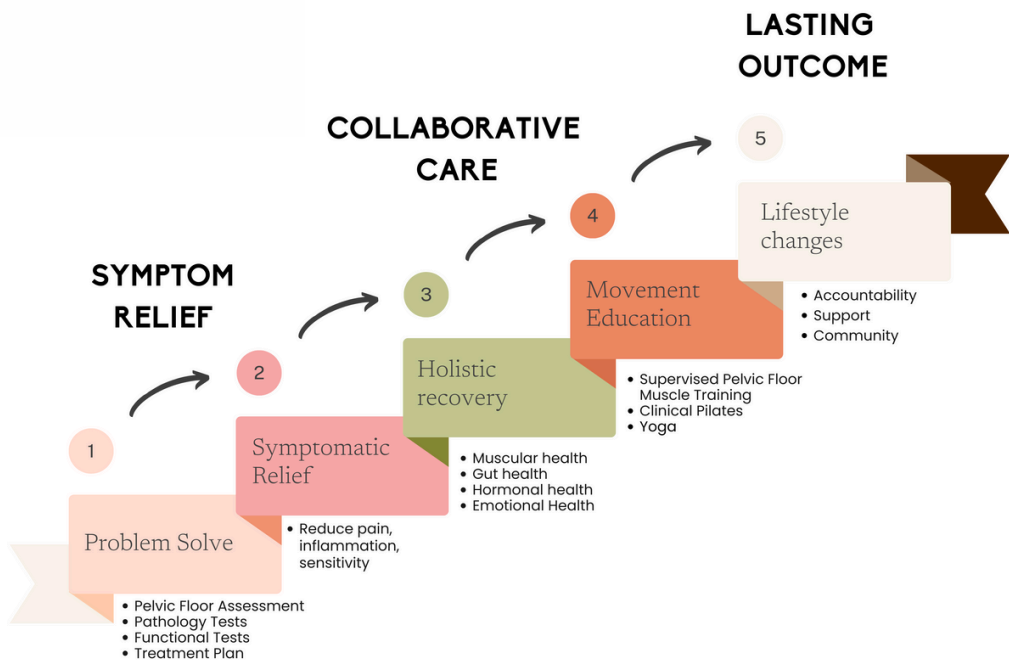 SYMPTOM
RELIEF
COLLABORATIVE
CARE
LASTING
OUTCOME
1
Problem Solve
• Pelvic Floor Assessment
• Pathology Tests
• Functional Tests
• Treatment Plan
2
Symptomatic
Relief
• Reduce pain,
inflammation,
sensitivity
3
Holistic
recovery
• Muscular health
• Gut health
• Hormonal health
• Emotional Health
4
Movement
Education
• Supervised Pelvic Floor
Muscle Training
• Clinical Pilates
• Yoga
5
Lifestyle
changes
• Accountability
• Support
• Community